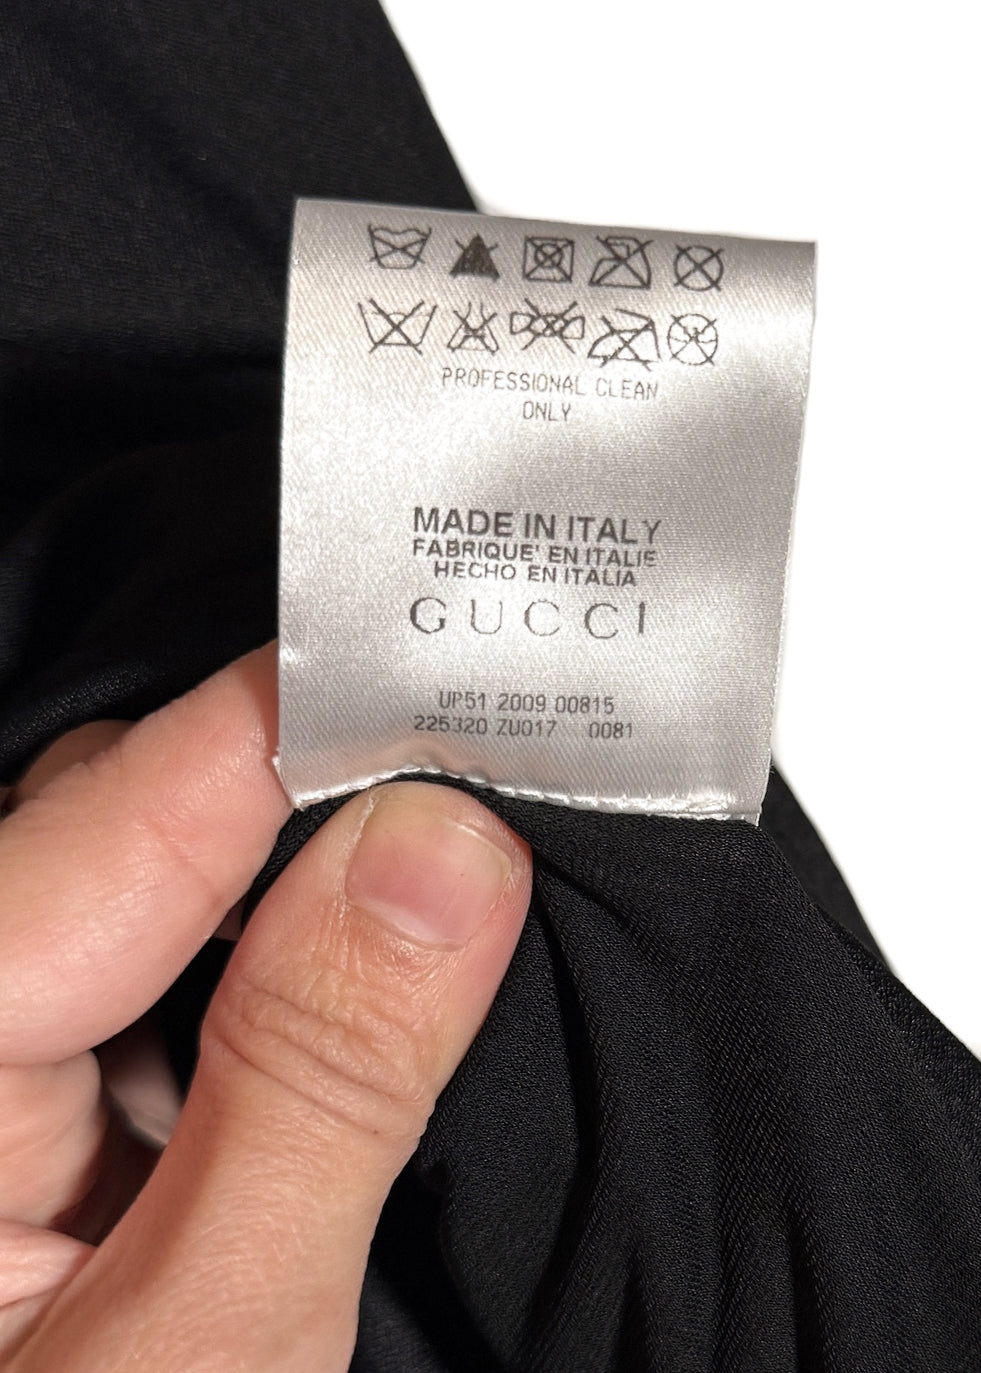 PROFESSIONAL CLEAN
ONLY
MADE IN ITALY
FABRIQUE' EN ITALIE
HECHO EN ITALIA
GUCCI
UP51 2009 00815
225320 ZU017 0081